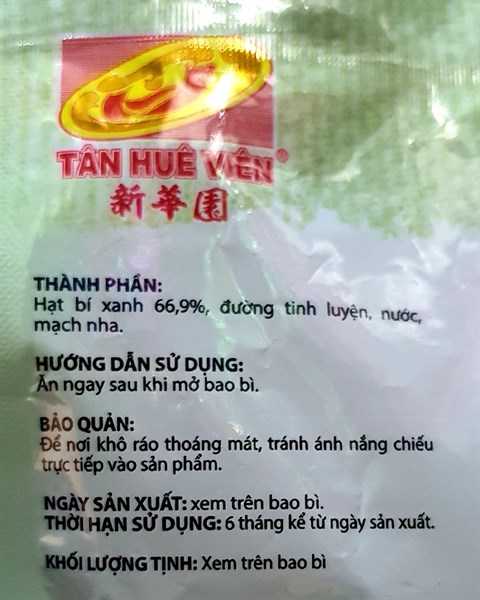 TÂN HUÊ VIÊN®
新華園
THÀNH PHẦN:
Hạt bí xanh 66,9%, đường tinh luyện, nước,
mạch nha.
HƯỚNG DẪN SỬ DỤNG:
Ăn ngay sau khi mở bao bì.
BẢO QUẢN:
Để nơi khô ráo thoáng mát, tránh ánh nắng chiếu
trực tiếp vào sản phẩm.
NGÀY SẢN XUẤT: xem trên bao bì.
THỜI HẠN SỬ DỤNG: 6 tháng kể từ ngày sản xuất.
KHỐI LƯỢNG TỊNH: Xem trên bao bì